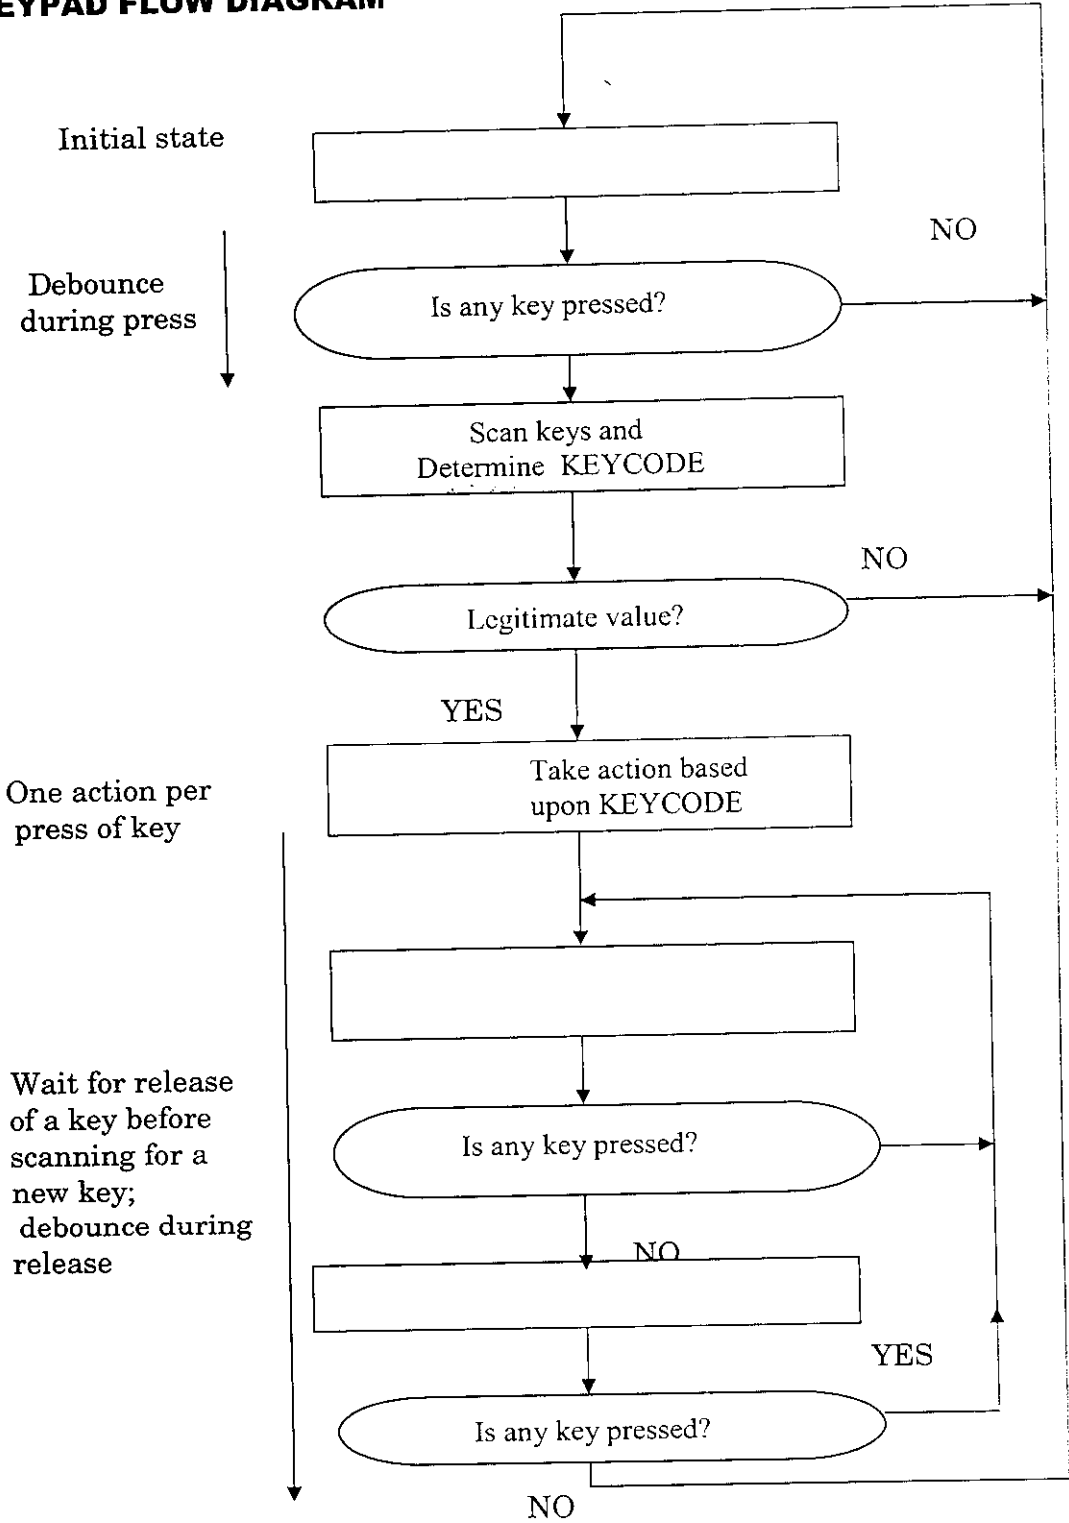 EYPAD FLOW DIAGRAM
Initial state
NO
Debounce
during press
Is any key pressed?
Scan keys and
Determine KEYCODE
NO
Legitimate value?
YES
One action per
press of key
Take action based
upon KEYCODE
Wait for release
of a key before
scanning for a
new key;
debounce during
release
Is any key pressed?
NO
YES
Is any key pressed?
NO